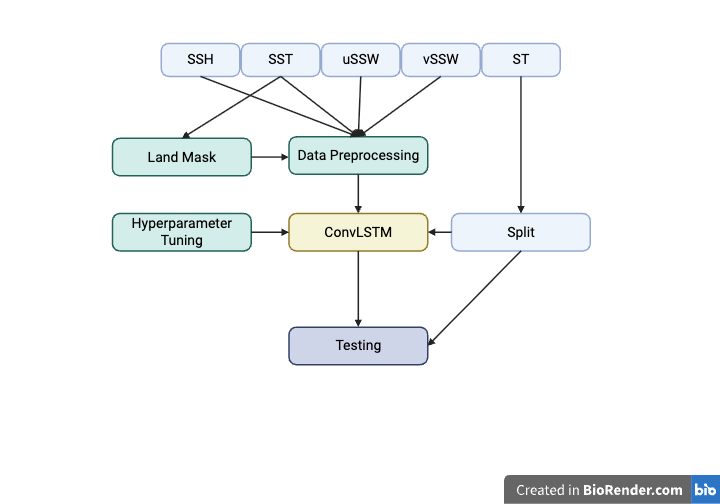 SSH
SST
uSSW
vSSW
ST
Land Mask
Data Preprocessing
Hyperparameter
Tuning
ConvLSTM
Split
Testing
Created in BioRender.com bio